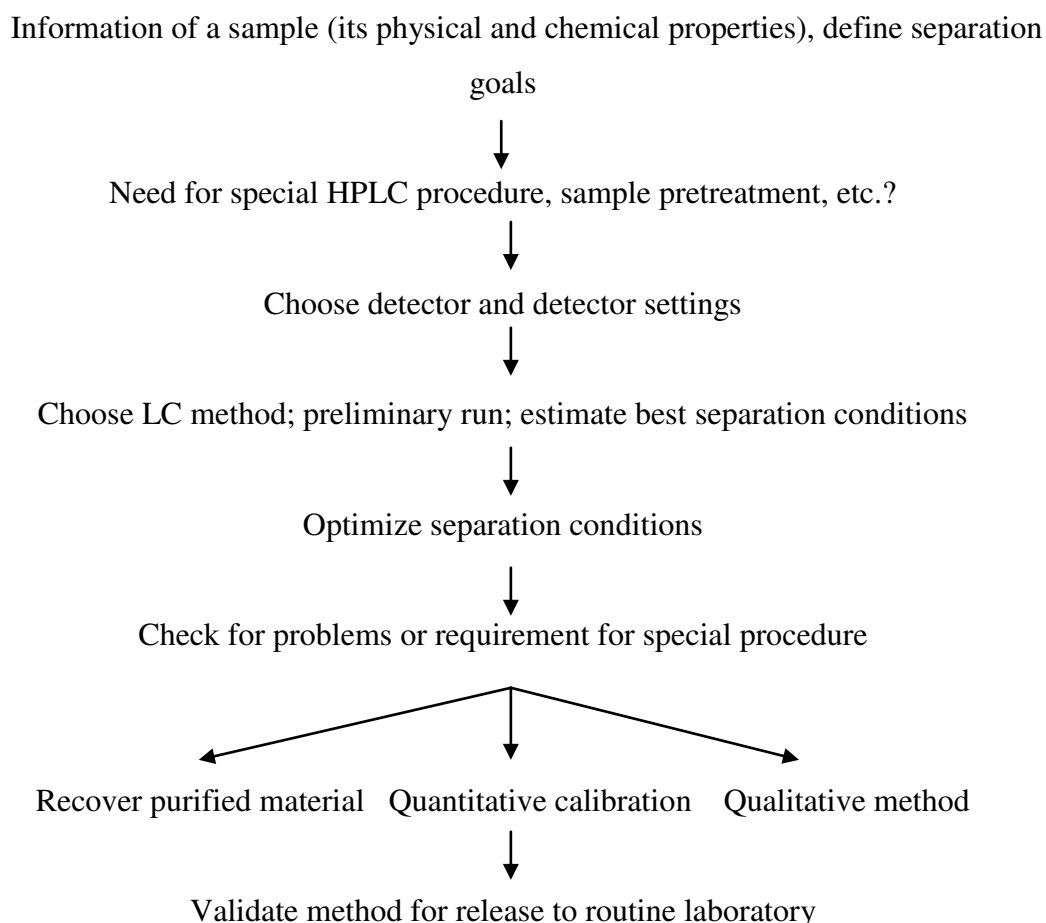 Information of a sample (its physical and chemical properties), define separation
goals
Need for special HPLC procedure, sample pretreatment, etc.?
Choose detector and detector settings
Choose LC method; preliminary run; estimate best separation conditions
Optimize separation conditions
Check for problems or requirement for special procedure
Recover purified material Quantitative calibration Qualitative method
Validate method for release to routine laboratory